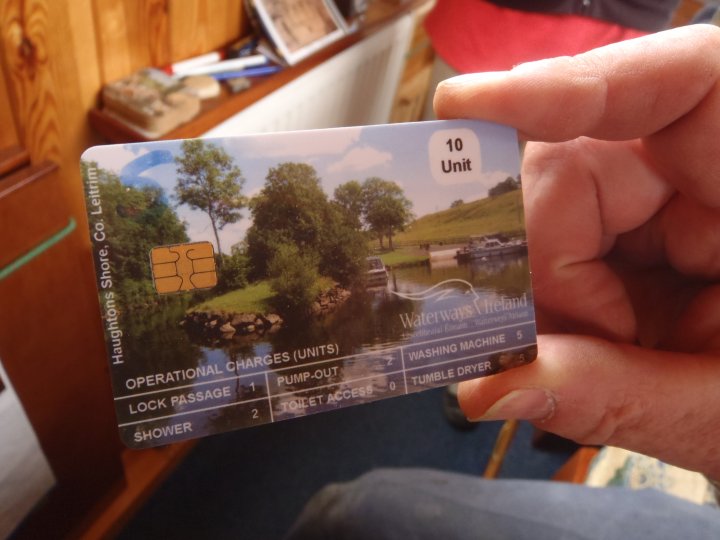 10
Unit
Haughtons Shore, Co. Leitrim
Waterways Ireland
OPERATIONAL CHARGES (UNITS)
LOCK PASSAGE 1
PUMP-OUT 2
WASHING MACHINE 5
SHOWER 2
TOILET ACCESS 0
TUMBLE DRYER 5